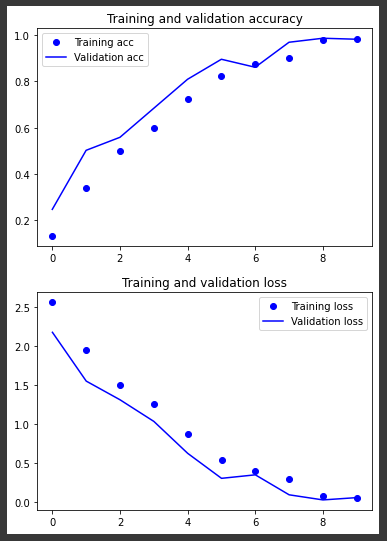 Training and validation accuracy
1.0
Training acc
Validation acc
0.8
0.6
0.4
0.2
0 2 4 6 8
Training and validation loss
2.5
Training loss
Validation loss
2.0
1.5
1.0
0.5
0.0
0 2 4 6 8